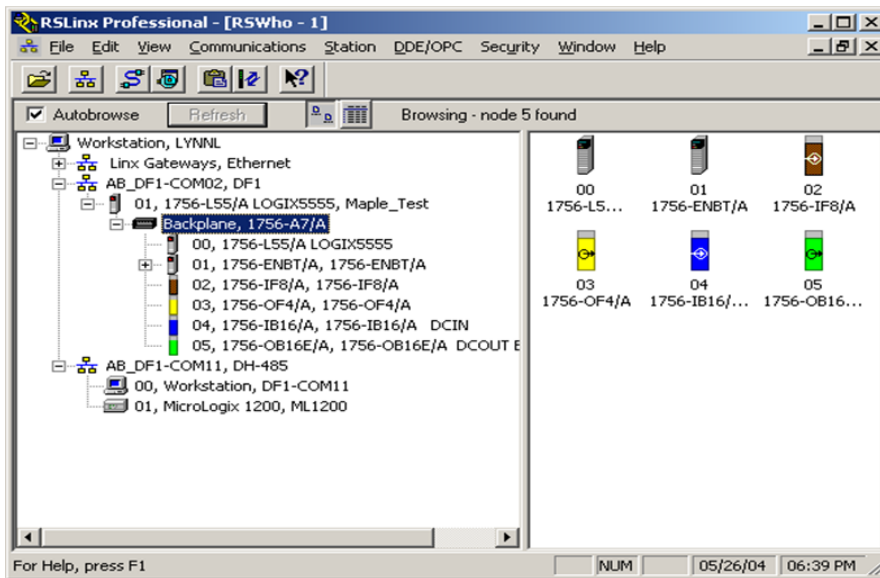 RSLinx Professional - [RSWho - 1]
File Edit View Communications Station DDE/OPC Security Window Help
Autobrowse Refresh Browsing - node 5 found
Workstation, LYNNL
Linx Gateways, Ethernet
AB_DF1-COM02, DF1
01, 1756-L55/A LOGIX5555, Maple_Test
Backplane, 1756-A7/A
00, 1756-L55/A LOGIX5555
01, 1756-ENBT/A, 1756-ENBT/A
02, 1756-IF8/A, 1756-IF8/A
03, 1756-OF4/A, 1756-OF4/A
04, 1756-IB16/A, 1756-IB16/A DCIN
05, 1756-OB16E/A, 1756-OB16E/A DCOUT E
AB_DF1-COM11, DH-485
00, Workstation, DF1-COM11
01, MicroLogix 1200, ML1200
00 01 02
1756-L5... 1756-ENBT/A 1756-IF8/A
03 04 05
1756-OF4/A 1756-IB16/... 1756-OB16...
For Help, press F1 NUM 05/26/04 06:39 PM